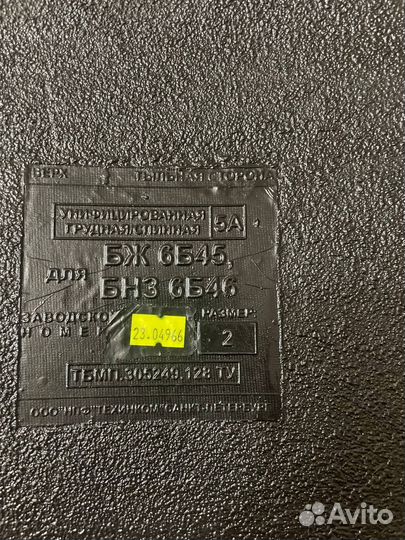 ВЕРХ ТЫЛЬНАЯ СТОРОНА
УНИФИЦИРОВАННАЯ
ГРУДНАЯ/СПИННАЯ 5А
для БЖ 6Б45,
БНЗ 6Б46
ЗАВОДСКО РАЗМЕР:
НОМЕР 23.04966 2
ТБМП.305249.128 ТУ
ООО"НПФ"ТЕХИНКОМ"САНКТ-ПЕТЕРБУРГ
Avito